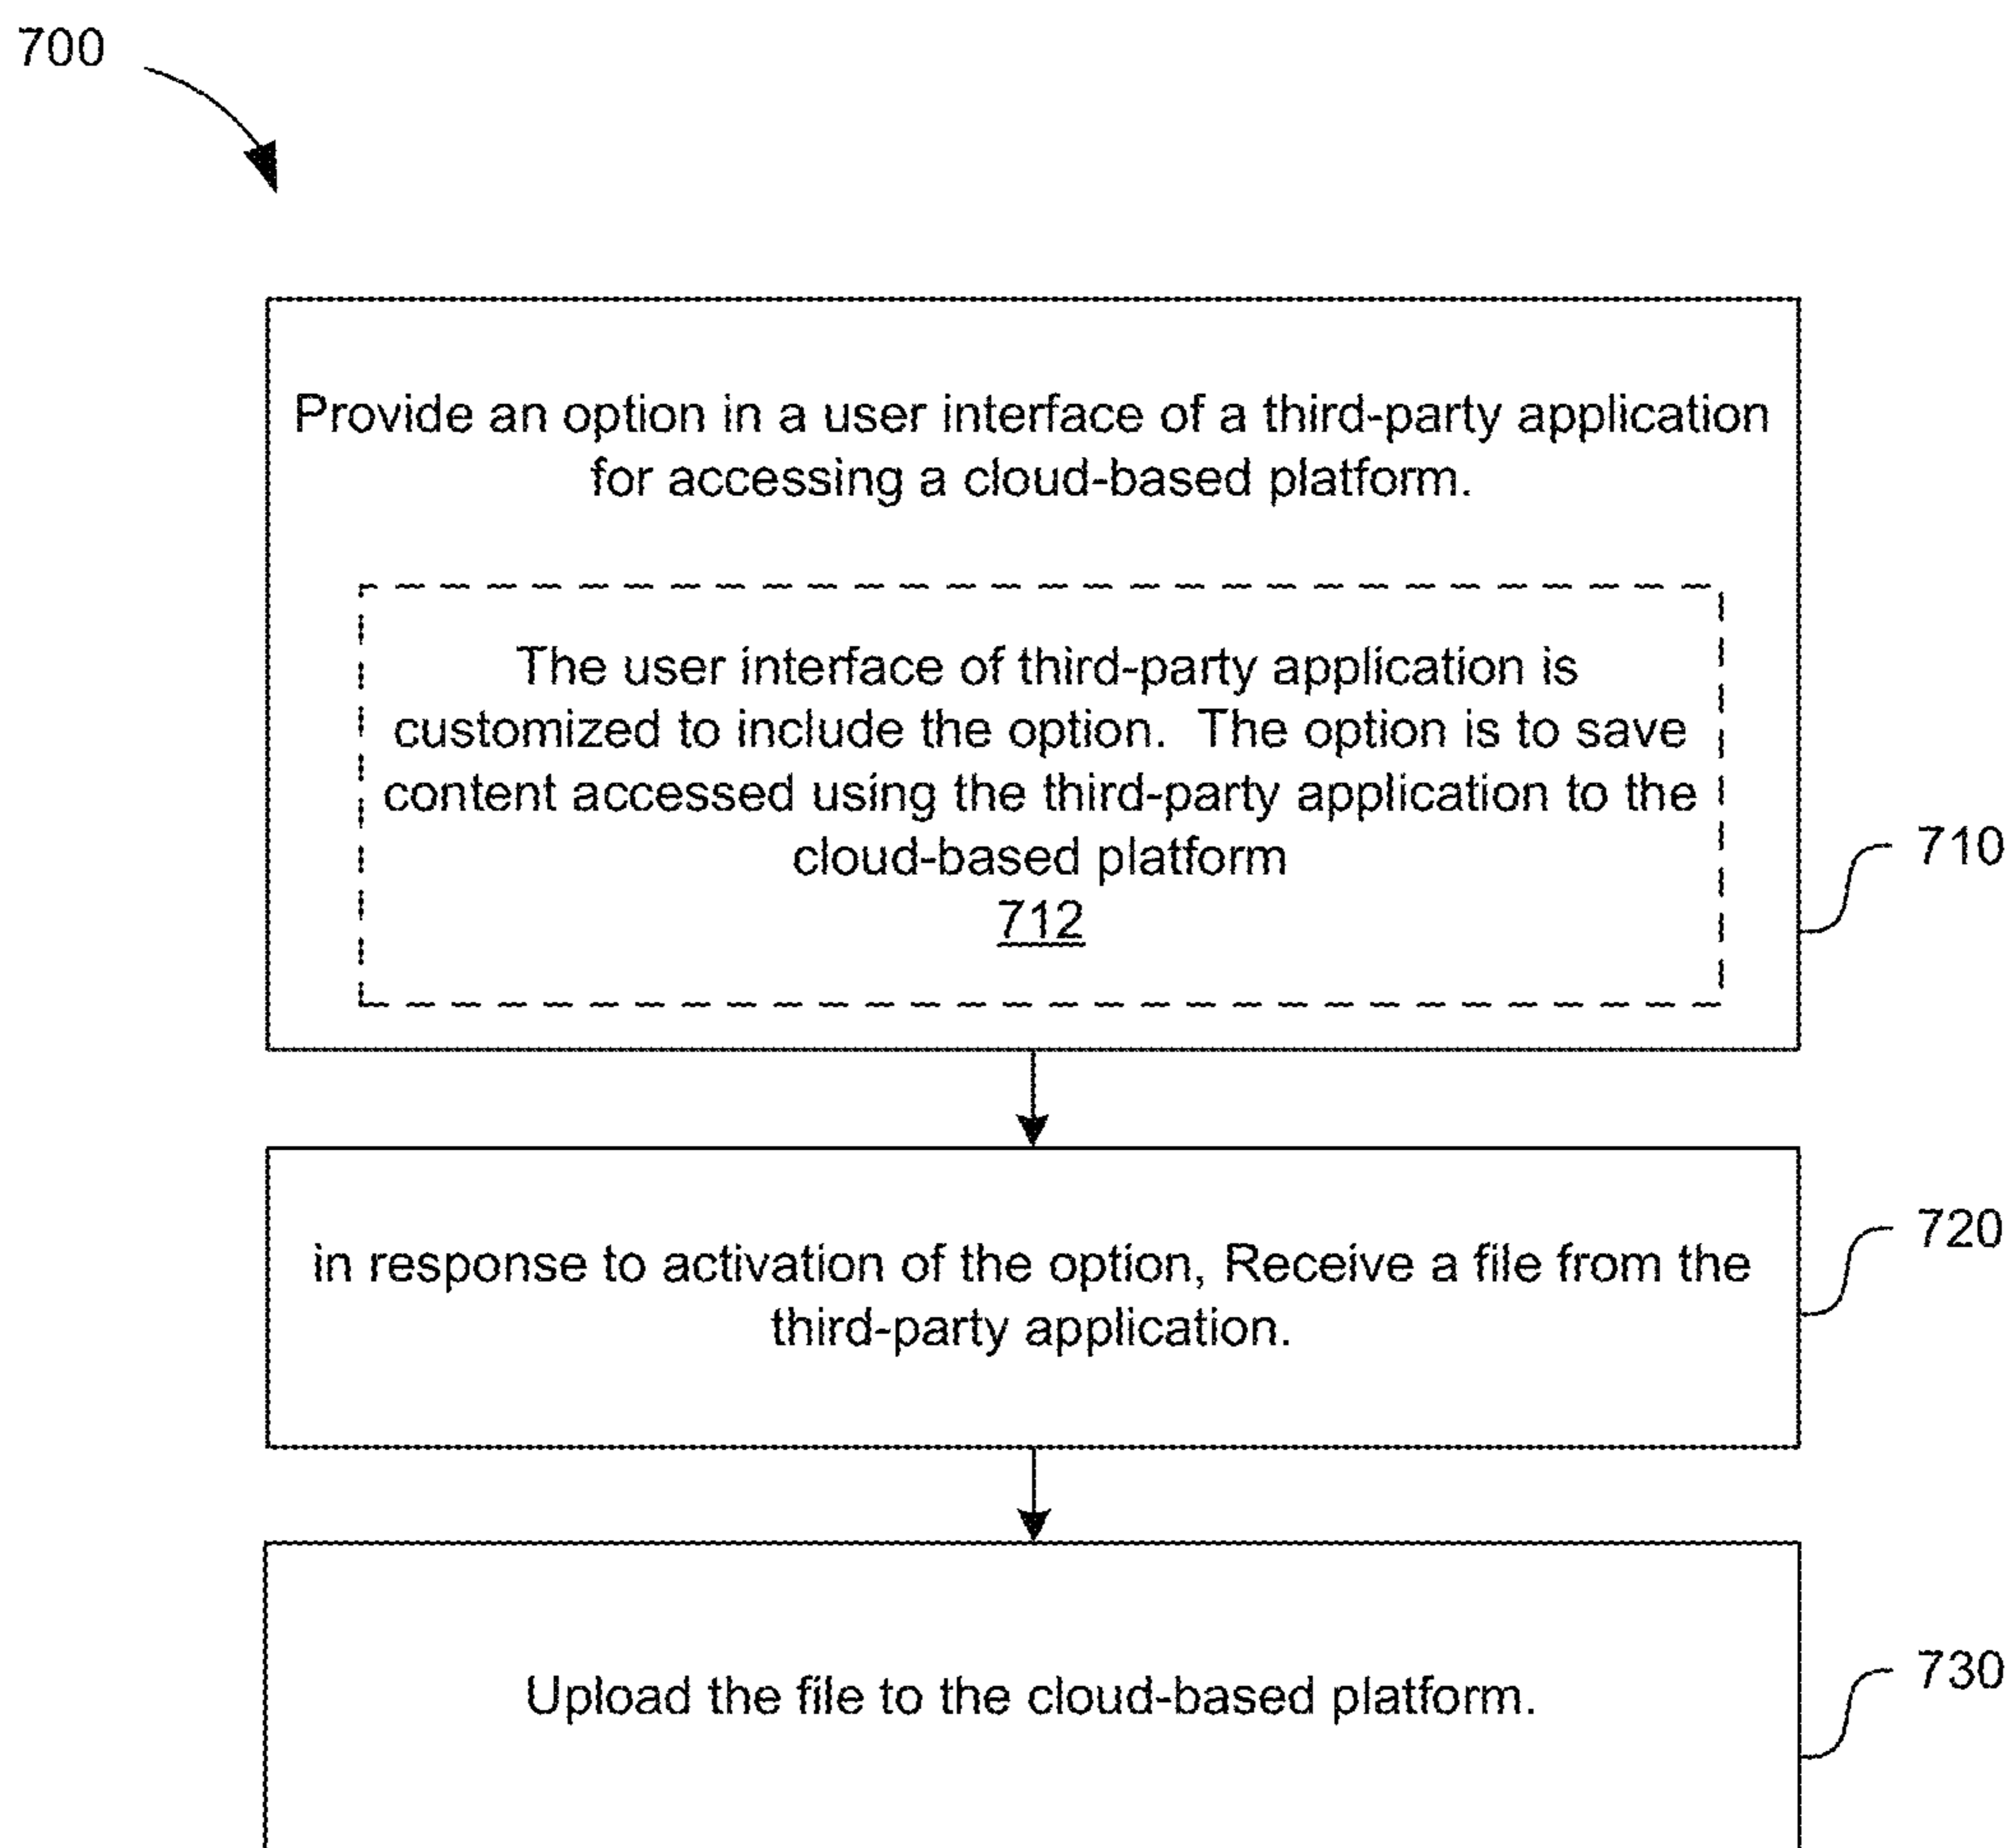 700
Provide an option in a user interface of a third-party application
for accessing a cloud-based platform.
The user interface of third-party application is
customized to include the option.  The option is to save
content accessed using the third-party application to the
cloud-based platform
712
710
in response to activation of the option, Receive a file from the
third-party application.
720
Upload the file to the cloud-based platform.
730